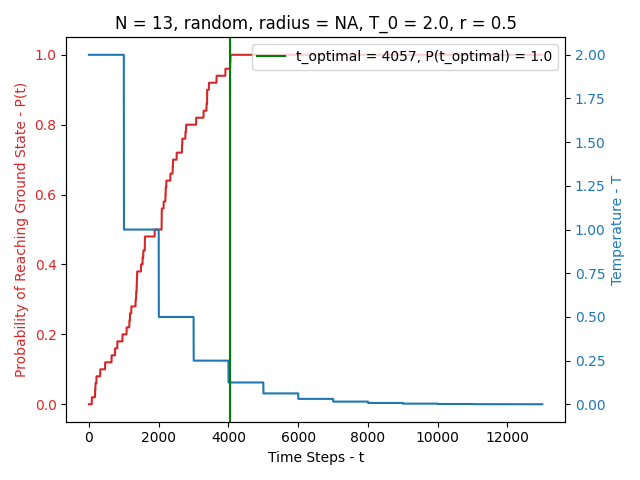 N = 13, random, radius = NA, T_0 = 2.0, r = 0.5
t_optimal = 4057, P(t_optimal) = 1.0
Probability of Reaching Ground State - P(t)
1.0
0.8
0.6
0.4
0.2
0.0
2.00
1.75
1.50
1.25
1.00
0.75
0.50
0.25
0.00
Temperature - T
0 2000 4000 6000 8000 10000 12000
Time Steps - t